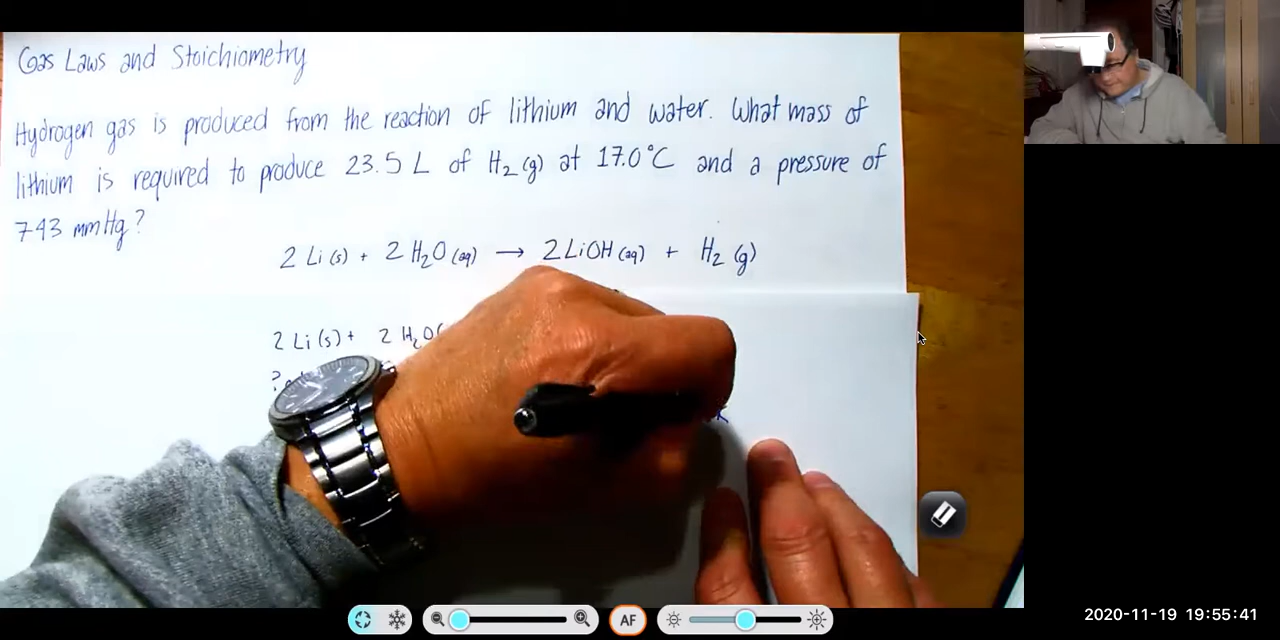 Gas Laws and Stoichiometry
Hydrogen gas is produced from the reaction of lithium and water. What mass of
lithium is required to produce 23.5 L of H₂(g) at 17.0°C and a pressure of
743 mmHg?
2 Li (s) + 2 H₂O (aq) → 2 LiOH (aq) + H₂ (g)
2 Li (s) + 2 H₂O(
?
AF
2020-11-19 19:55:41